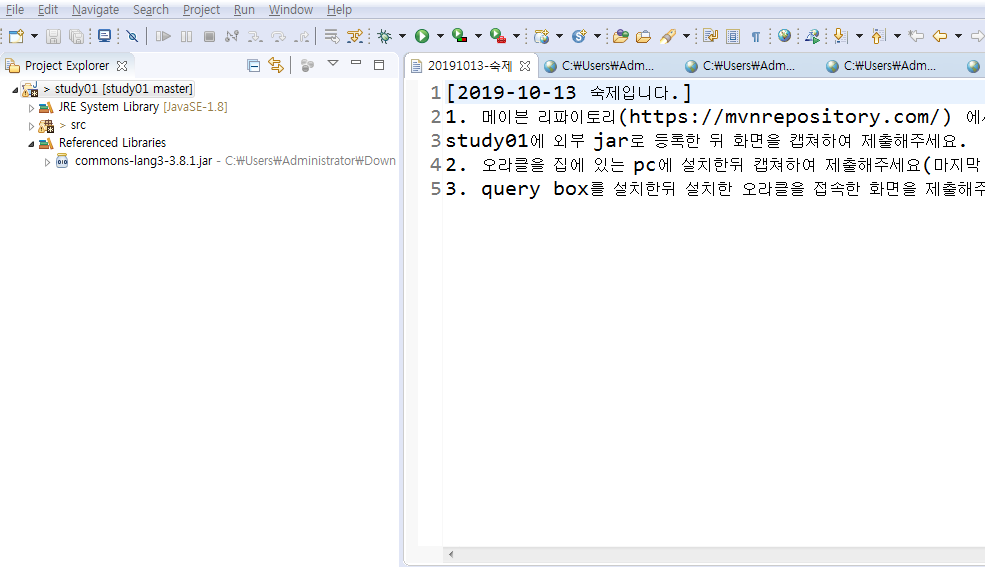 File Edit Navigate Search Project Run Window Help
Project Explorer
> study01 [study01 master]
JRE System Library [JavaSE-1.8]
> src
Referenced Libraries
commons-lang3-3.8.1.jar - C:₩Users₩Administrator₩Down
20191013-숙제 C:₩Users₩Adm... C:₩Users₩Adm... C:₩Users₩Adm...
1 [2019-10-13 숙제입니다.]
2 1. 메이븐 리파이토리(https://mvnrepository.com/) 에서
3 study01에 외부 jar로 등록한 뒤 화면을 캡쳐하여 제출해주세요.
4 2. 오라클을 집에 있는 pc에 설치한뒤 캡쳐하여 제출해주세요(마지막
5 3. query box를 설치한뒤 설치한 오라클을 접속한 화면을 제출해주